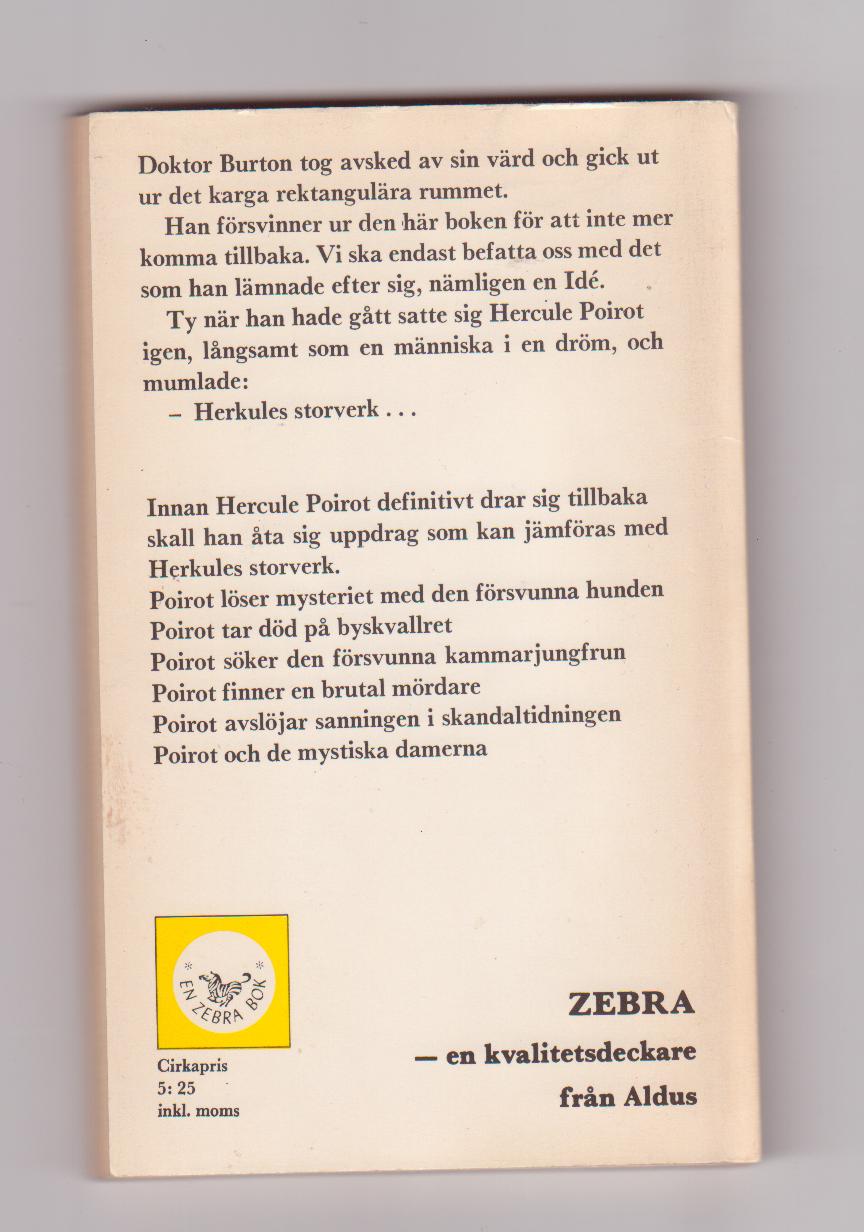 Doktor Burton tog avsked av sin värd och gick ut
ur det karga rektangulära rummet.
Han försvinner ur den här boken för att inte mer
komma tillbaka. Vi ska endast befatta oss med det
som han lämnade efter sig, nämligen en Idé.
Ty när han hade gått satte sig Hercule Poirot
igen, långsamt som en människa i en dröm, och
mumlade:
– Herkules storverk . . .
Innan Hercule Poirot definitivt drar sig tillbaka
skall han åta sig uppdrag som kan jämföras med
Herkules storverk.
Poirot löser mysteriet med den försvunna hunden
Poirot tar död på byskvallret
Poirot söker den försvunna kammarjungfrun
Poirot finner en brutal mördare
Poirot avslöjar sanningen i skandaltidningen
Poirot och de mystiska damerna
* EN ZEBRA BOK *
Cirkapris
5: 25
inkl. moms
ZEBRA
– en kvalitetsdeckare
från Aldus